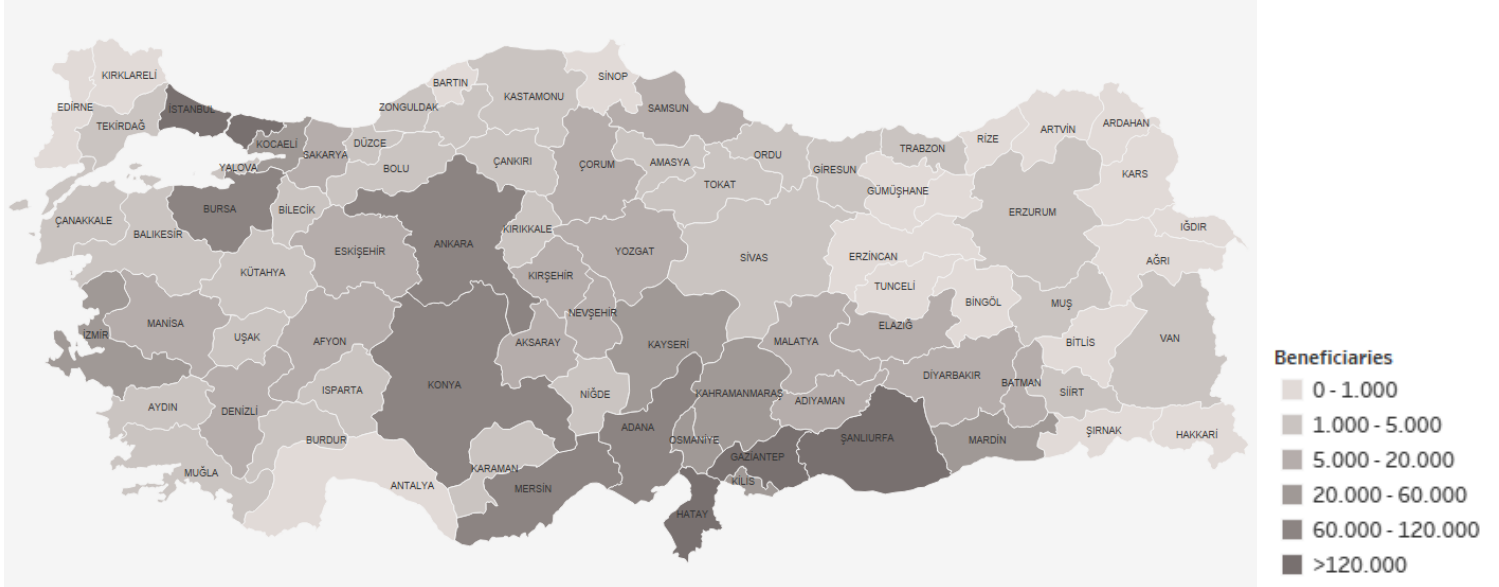 KIRKLARELİ
BARTIN
SİNOP
EDİRNE
İSTANBUL
ZONGULDAK
KASTAMONU
SAMSUN
TEKİRDAĞ
KOCAELİ
SAKARYA
DÜZCE
ARTVİN
ARDAHAN
RİZE
TRABZON
YALOVA
BOLU
ÇANKIRI
ÇORUM
AMASYA
ORDU
GİRESUN
KARS
TOKAT
GÜMÜŞHANE
ÇANAKKALE
BURSA
BİLECİK
ERZURUM
BALIKESİR
ANKARA
KIRIKKALE
IĞDIR
ESKİŞEHİR
YOZGAT
SİVAS
ERZİNCAN
AĞRI
KÜTAHYA
KIRŞEHİR
TUNCELİ
BİNGÖL
MUŞ
MANİSA
NEVŞEHİR
ELAZIĞ
İZMİR
UŞAK
AFYON
AKSARAY
KAYSERİ
MALATYA
BİTLİS
VAN
KONYA
DİYARBAKIR
BATMAN
ISPARTA
NİĞDE
KAHRAMANMARAŞ
SİİRT
AYDIN
DENİZLİ
ADIYAMAN
ADANA
BURDUR
OSMANİYE
ŞANLIURFA
MARDİN
ŞIRNAK
HAKKARİ
MUĞLA
KARAMAN
GAZİANTEP
ANTALYA
MERSİN
KİLİS
HATAY
Beneficiaries
0 - 1.000
1.000 - 5.000
5.000 - 20.000
20.000 - 60.000
60.000 - 120.000
>120.000